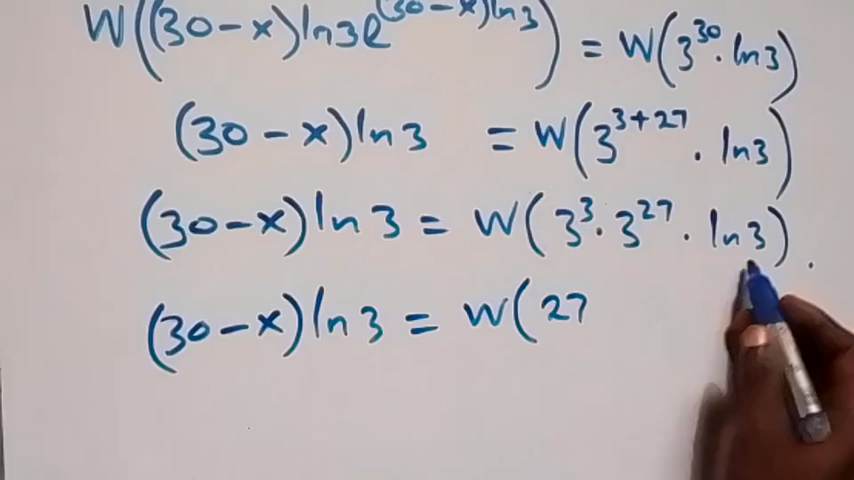 W((30-x)ln3e^(30-x)ln3) = W(3^30 · ln3)
(30-x)ln3 = W(3^3+27 · ln3)
(30-x)ln3 = W(3^3 · 3^27 · ln3).
(30-x)ln3 = W(27